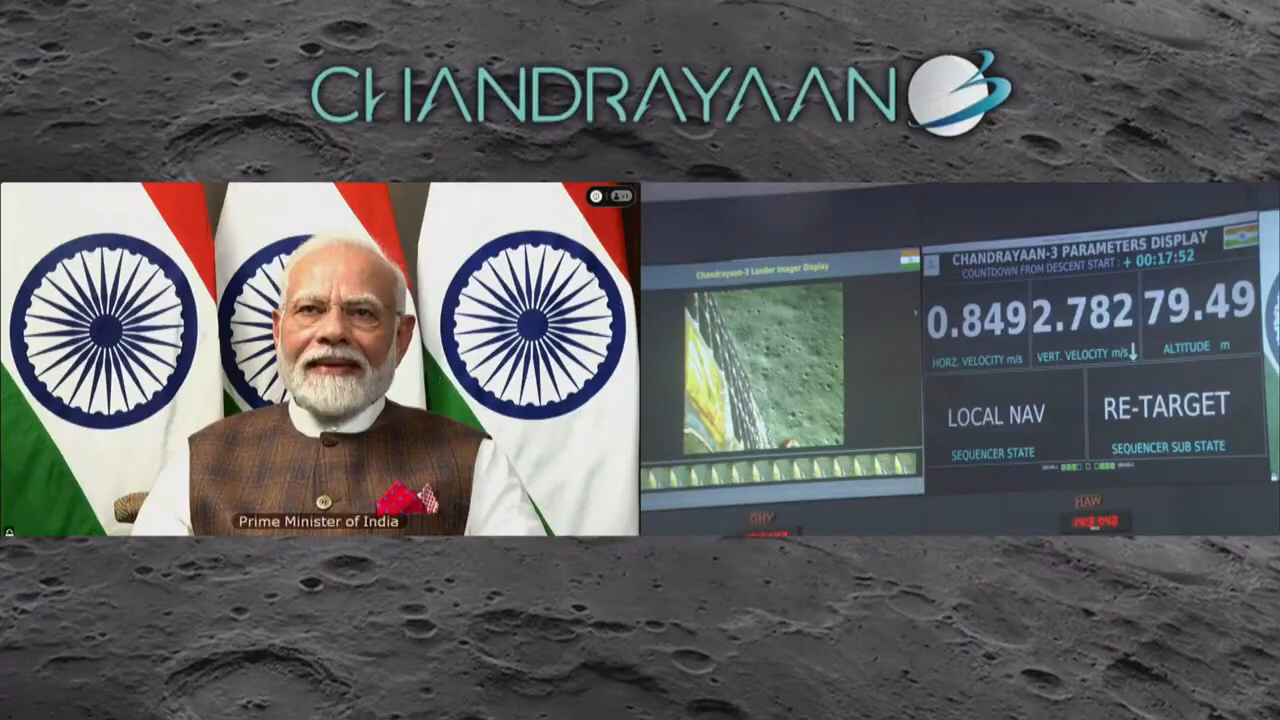 CHANDRAYAAN 3
Prime Minister of India
Chandrayaan-3 Lander Imager Display
CHANDRAYAAN-3 PARAMETERS DISPLAY
COUNTDOWN FROM DESCENT START : + 00:17:52
0.849 2.782 79.49
HORZ. VELOCITY m/s VERT. VELOCITY m/s ALTITUDE m
LOCAL NAV RE-TARGET
SEQUENCER STATE SEQUENCER SUB STATE
GHY
HAW